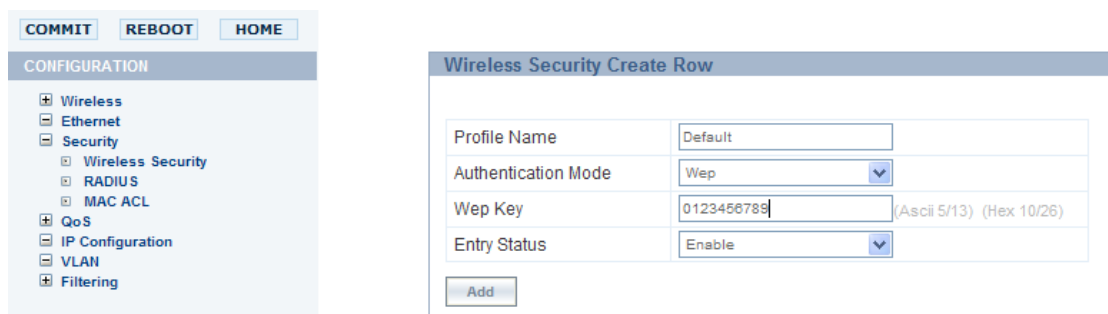 COMMIT REBOOT HOME
CONFIGURATION
Wireless
Ethernet
Security
Wireless Security
RADIUS
MAC ACL
QoS
IP Configuration
VLAN
Filtering
Wireless Security Create Row
Profile Name Default
Authentication Mode Wep
Wep Key 0123456789 (Ascii 5/13) (Hex 10/26)
Entry Status Enable
Add